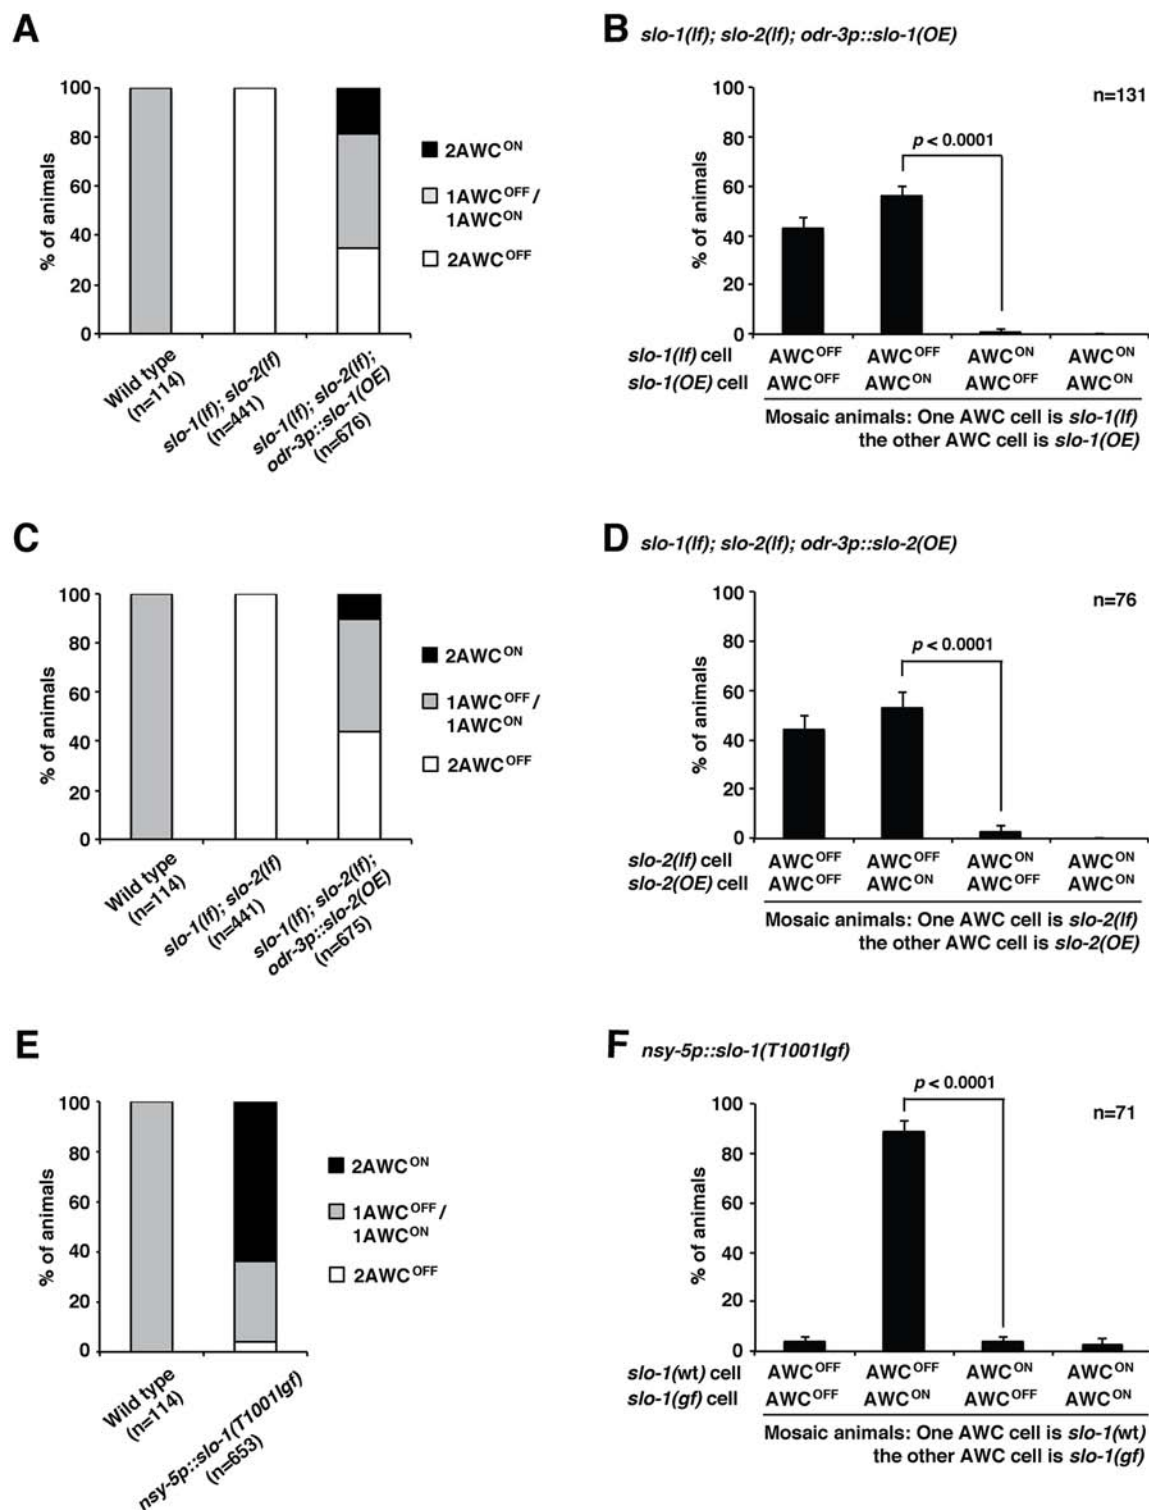 A
100
80
60
40
20
0
% of animals
Wild type
(n=114)
slo-1(lf); slo-2(lf)
(n=441)
slo-1(lf); slo-2(lf);
odr-3p::slo-1(OE)
(n=676)
2AWC^ON
1AWC^OFF /
1AWC^ON
2AWC^OFF
B slo-1(lf); slo-2(lf); odr-3p::slo-1(OE)
n=131
p < 0.0001
100
80
60
40
20
0
% of animals
slo-1(lf) cell AWC^OFF AWC^OFF AWC^ON AWC^ON
slo-1(OE) cell AWC^OFF AWC^ON AWC^OFF AWC^ON
Mosaic animals: One AWC cell is slo-1(lf)
the other AWC cell is slo-1(OE)
C
100
80
60
40
20
0
% of animals
Wild type
(n=114)
slo-1(lf); slo-2(lf)
(n=441)
slo-1(lf); slo-2(lf);
odr-3p::slo-2(OE)
(n=675)
2AWC^ON
1AWC^OFF /
1AWC^ON
2AWC^OFF
D slo-1(lf); slo-2(lf); odr-3p::slo-2(OE)
n=76
p < 0.0001
100
80
60
40
20
0
% of animals
slo-2(lf) cell AWC^OFF AWC^OFF AWC^ON AWC^ON
slo-2(OE) cell AWC^OFF AWC^ON AWC^OFF AWC^ON
Mosaic animals: One AWC cell is slo-2(lf)
the other AWC cell is slo-2(OE)
E
100
80
60
40
20
0
% of animals
Wild type
(n=114)
nsy-5p::slo-1(T1001Igf)
(n=653)
2AWC^ON
1AWC^OFF /
1AWC^ON
2AWC^OFF
F nsy-5p::slo-1(T1001Igf)
p < 0.0001
n=71
100
80
60
40
20
0
% of animals
slo-1(wt) cell AWC^OFF AWC^OFF AWC^ON AWC^ON
slo-1(gf) cell AWC^OFF AWC^ON AWC^OFF AWC^ON
Mosaic animals: One AWC cell is slo-1(wt)
the other AWC cell is slo-1(gf)